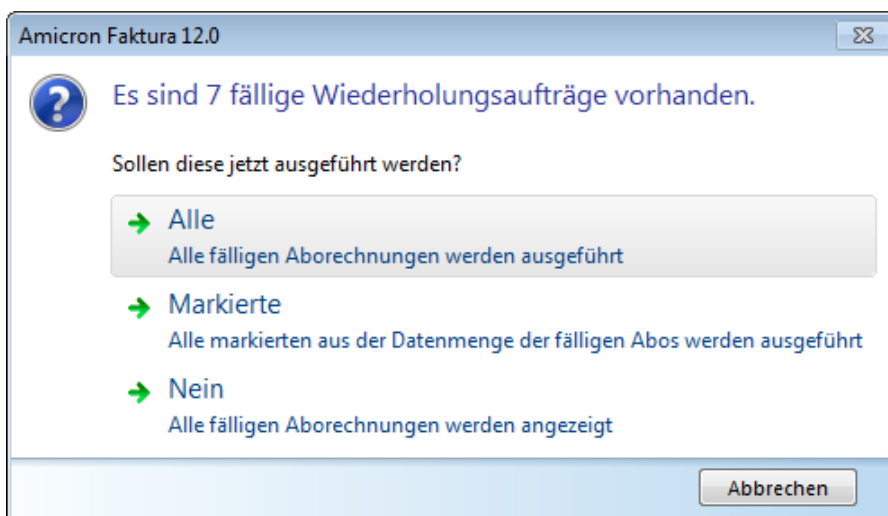 Amicron Faktura 12.0
Es sind 7 fällige Wiederholungsaufträge vorhanden.
Sollen diese jetzt ausgeführt werden?
Alle
Alle fälligen Aborechnungen werden ausgeführt
Markierte
Alle markierten aus der Datenmenge der fälligen Abos werden ausgeführt
Nein
Alle fälligen Aborechnungen werden angezeigt
Abbrechen